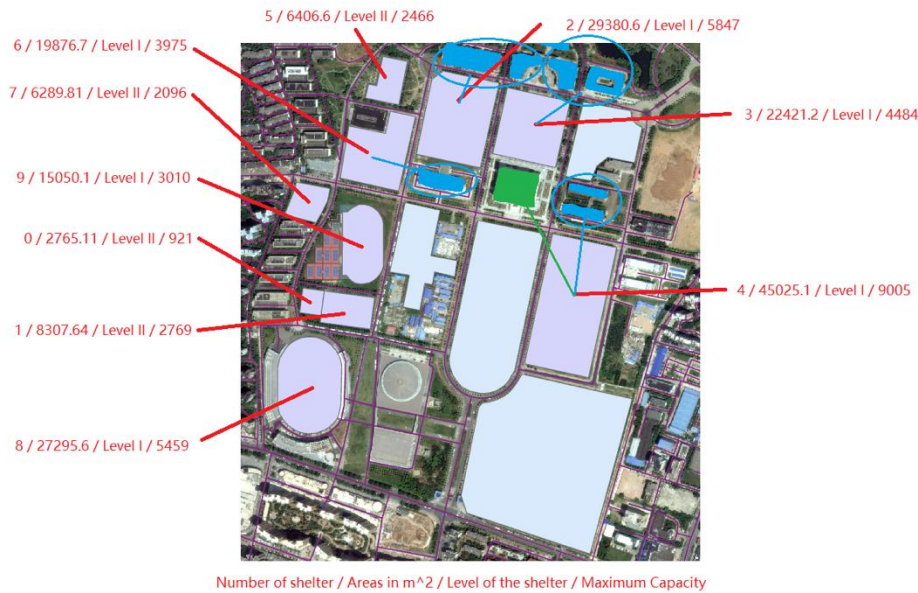 5 / 6406.6 / Level II / 2466
2 / 29380.6 / Level I / 5847
6 / 19876.7 / Level I / 3975
7 / 6289.81 / Level II / 2096
3 / 22421.2 / Level I / 4484
9 / 15050.1 / Level I / 3010
0 / 2765.11 / Level II / 921
4 / 45025.1 / Level I / 9005
1 / 8307.64 / Level II / 2769
8 / 27295.6 / Level I / 5459
Number of shelter / Areas in m^2 / Level of the shelter / Maximum Capacity